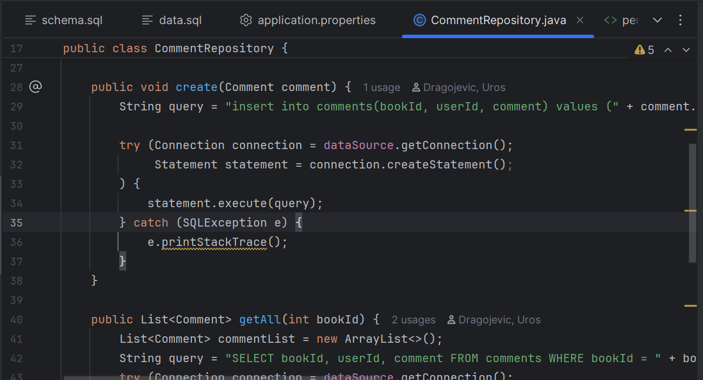 schema.sql data.sql application.properties CommentRepository.java per
17 public class CommentRepository { 5
27
28 public void create(Comment comment) { 1 usage Dragojevic, Uros
29 String query = "insert into comments(bookId, userId, comment) values (" + comment.
30
31 try (Connection connection = dataSource.getConnection();
32 Statement statement = connection.createStatement();
33 ) {
34 statement.execute(query);
35 } catch (SQLException e) {
36 e.printStackTrace();
37 }
38 }
39
40 public List<Comment> getAll(int bookId) { 2 usages Dragojevic, Uros
41 List<Comment> commentList = new ArrayList<>();
42 String query = "SELECT bookId, userId, comment FROM comments WHERE bookId = " + bo
43 try (Connection connection = dataSource.getConnection();